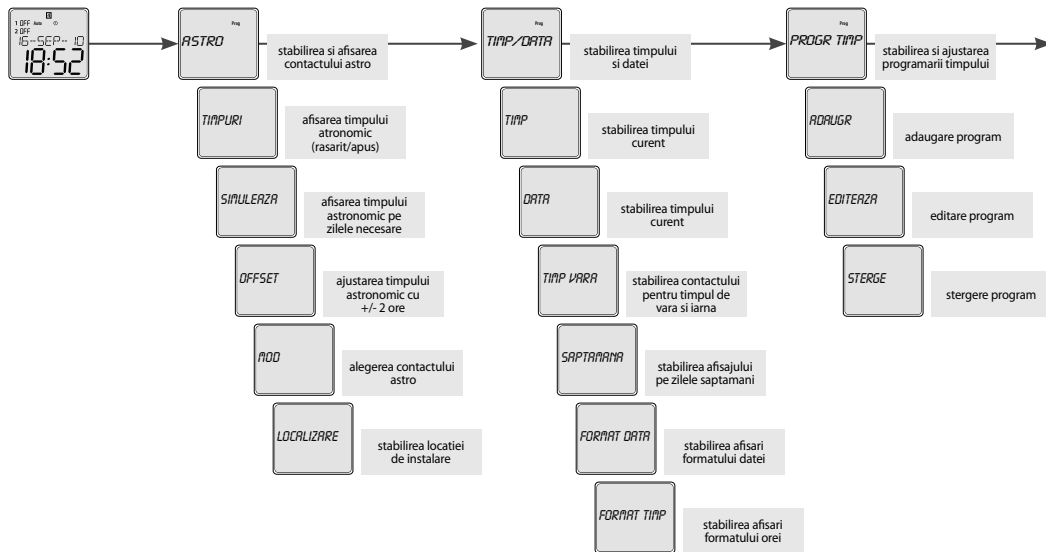 1 OFF Auto
2 OFF
16-SEP-10
18:52
Prog
ASTRO
stabilirea si afisarea
contactului astro
TIMPURI
afisarea timpului
atronomic
(rasarit/apus)
SIMULEAZA
afisarea timpului
astronomic pe
zilele necesare
OFFSET
ajustarea timpului
astronomic cu
+/- 2 ore
MOD
alegerea contactului
astro
LOCALIZARE
stabilirea locatiei
de instalare
Prog
TIMP/DATA
stabilirea timpului
si datei
TIMP
stabilirea timpului
curent
DATA
stabilirea timpului
curent
TIMP VARA
stabilirea contactului
pentru timpul de
vara si iarna
SAPTAMANA
stabilirea afisajului
pe zilele saptamani
FORMAT DATA
stabilirea afisari
formatului datei
FORMAT TIMP
stabilirea afisari
formatului orei
Prog
PROGR TIMP
stabilirea si ajustarea
programarii timpului
ADAUGR
adaugare program
EDITEAZA
editare program
STERGE
stergere program